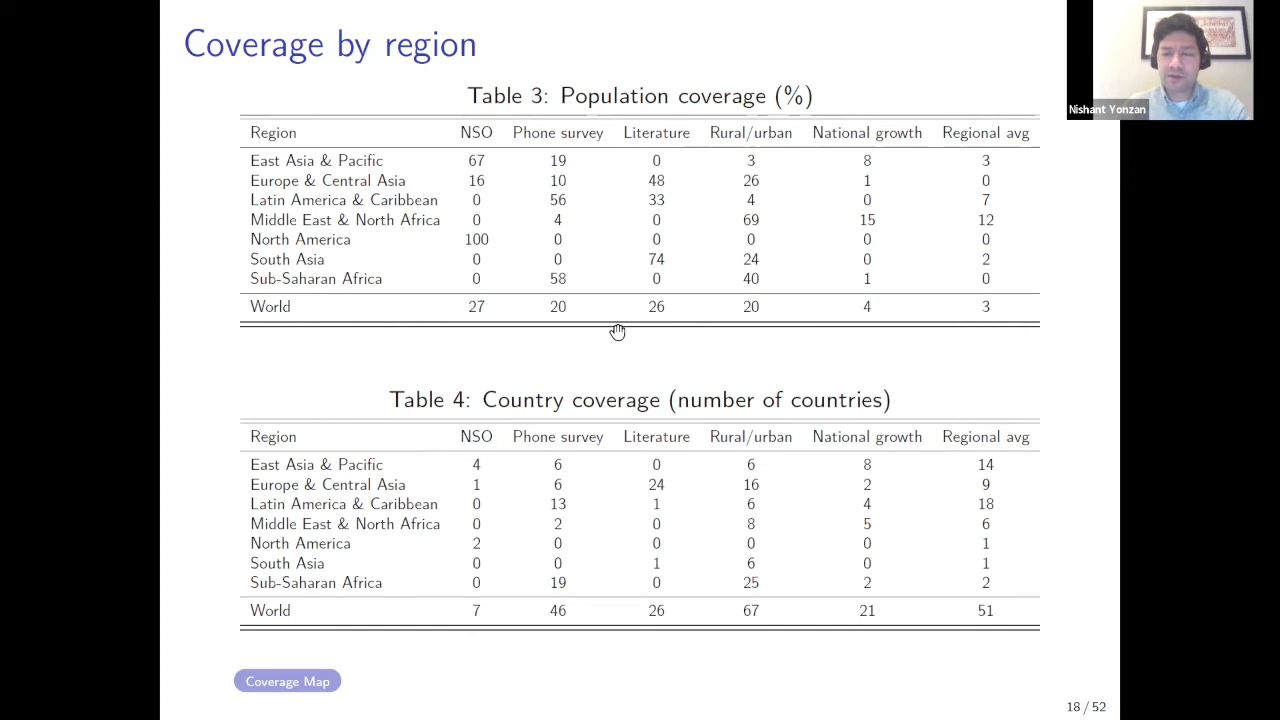 Coverage by region
Nishant Yonzan
Table 3: Population coverage (%)
Region NSO Phone survey Literature Rural/urban National growth Regional avg
East Asia & Pacific 67 19 0 3 8 3
Europe & Central Asia 16 10 48 26 1 0
Latin America & Caribbean 0 56 33 4 0 7
Middle East & North Africa 0 4 0 69 15 12
North America 100 0 0 0 0 0
South Asia 0 0 74 24 0 2
Sub-Saharan Africa 0 58 0 40 1 0
World 27 20 26 20 4 3
Table 4: Country coverage (number of countries)
Region NSO Phone survey Literature Rural/urban National growth Regional avg
East Asia & Pacific 4 6 0 6 8 14
Europe & Central Asia 1 6 24 16 2 9
Latin America & Caribbean 0 13 1 6 4 18
Middle East & North Africa 0 2 0 8 5 6
North America 2 0 0 0 0 1
South Asia 0 0 1 6 0 1
Sub-Saharan Africa 0 19 0 25 2 2
World 7 46 26 67 21 51
Coverage Map
18 / 52